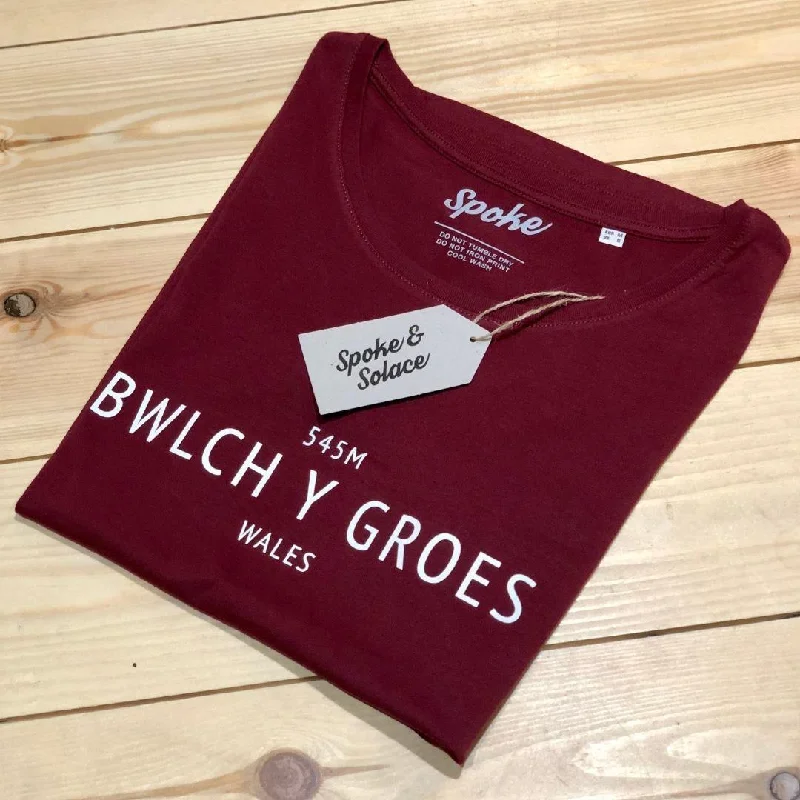 Spoke
DO NOT TUMBLE DRY
DO NOT IRON PRINT
COOL WASH
Spoke &
Solace
545M
BWLCH Y GROES
WALES